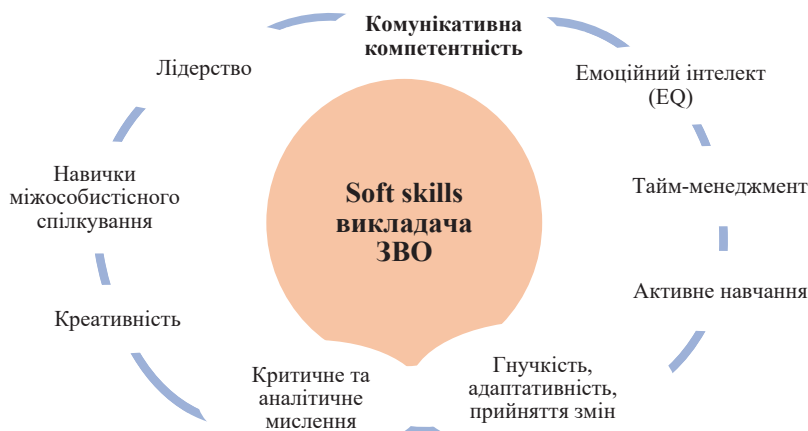 Комунікативна
компетентність
Емоційний інтелект
(EQ)
Тайм-менеджмент
Активне навчання
Гнучкість,
адаптативність,
прийняття змін
Критичне та
аналітичне
мислення
Креативність
Навички
міжособистісного
спілкування
Лідерство
Soft skills
викладача
ЗВО